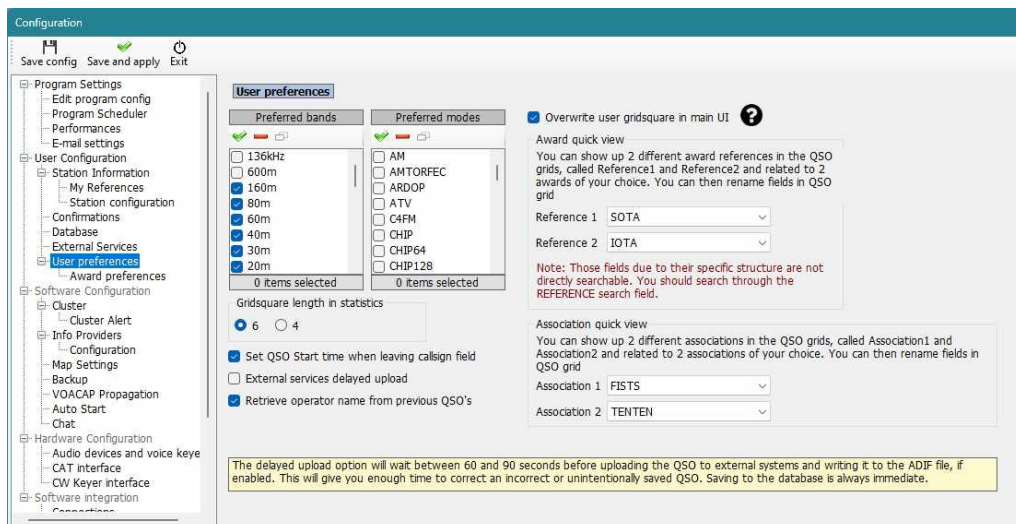 Configuration
Save config
Save and apply
Exit
Program Settings
Edit program config
Program Scheduler
Performances
E-mail settings
User Configuration
Station Information
My References
Station configuration
Confirmations
Database
External Services
User preferences
Award preferences
Software Configuration
Cluster
Cluster Alert
Info Providers
Configuration
Map Settings
Backup
VOACAP Propagation
Auto Start
Chat
Hardware Configuration
Audio devices and voice keye
CAT interface
CW Keyer interface
Software integration
Connections
User preferences
Preferred bands
136kHz
600m
160m
80m
60m
40m
30m
20m
0 items selected
Preferred modes
AM
AMTORFEC
ARDOP
ATV
C4FM
CHIP
CHIP64
CHIP128
0 items selected
Gridsquare length in statistics
6 4
Set QSO Start time when leaving callsign field
External services delayed upload
Retrieve operator name from previous QSO's
Overwrite user gridsquare in main UI ?
Award quick view
You can show up 2 different award references in the QSO
grids, called Reference1 and Reference2 and related to 2
awards of your choice. You can then rename fields in QSO
grid
Reference 1 SOTA
Reference 2 IOTA
Note: Those fields due to their specific structure are not
directly searchable. You should search through the
REFERENCE search field.
Association quick view
You can show up 2 different associations in the QSO grids, called Association1 and
Association2 and related to 2 associations of your choice. You can then rename fields in
QSO grid
Association 1 FISTS
Association 2 TENTEN
The delayed upload option will wait between 60 and 90 seconds before uploading the QSO to external systems and writing it to the ADIF file, if
enabled. This will give you enough time to correct an incorrect or unintentionally saved QSO. Saving to the database is always immediate.